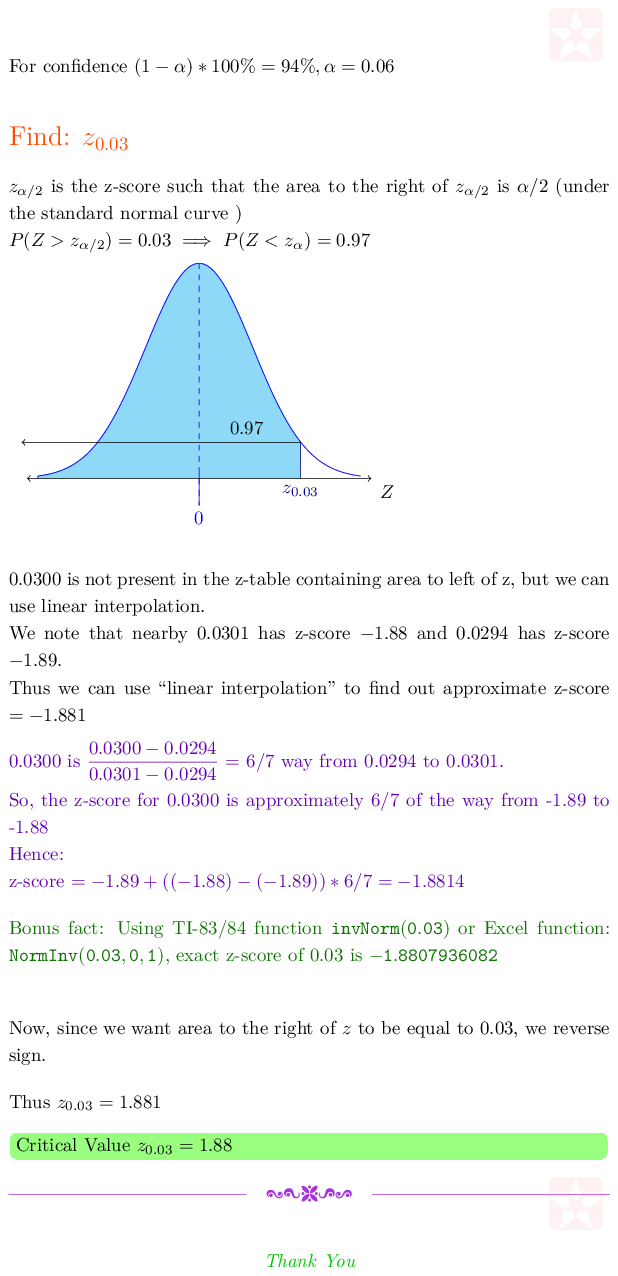 For confidence (1 − α) ∗ 100% = 94%, α = 0.06
Find: z_{0.03}
z_{α/2} is the z-score such that the area to the right of z_{α/2} is α/2 (under
the standard normal curve )
P(Z > z_{α/2}) = 0.03 ⟹ P(Z < z_α) = 0.97
0.97
z_{0.03}
Z
0
0.0300 is not present in the z-table containing area to left of z, but we can
use linear interpolation.
We note that nearby 0.0301 has z-score −1.88 and 0.0294 has z-score
−1.89.
Thus we can use “linear interpolation” to find out approximate z-score
= −1.881
0.0300 is (0.0300 − 0.0294)/(0.0301 − 0.0294) = 6/7 way from 0.0294 to 0.0301.
So, the z-score for 0.0300 is approximately 6/7 of the way from -1.89 to
-1.88
Hence:
z-score = −1.89 + ((−1.88) − (−1.89)) ∗ 6/7 = −1.8814
Bonus fact: Using TI-83/84 function invNorm(0.03) or Excel function:
NormInv(0.03, 0, 1), exact z-score of 0.03 is −1.8807936082
Now, since we want area to the right of z to be equal to 0.03, we reverse
sign.
Thus z_{0.03} = 1.881
Critical Value z_{0.03} = 1.88
Thank You